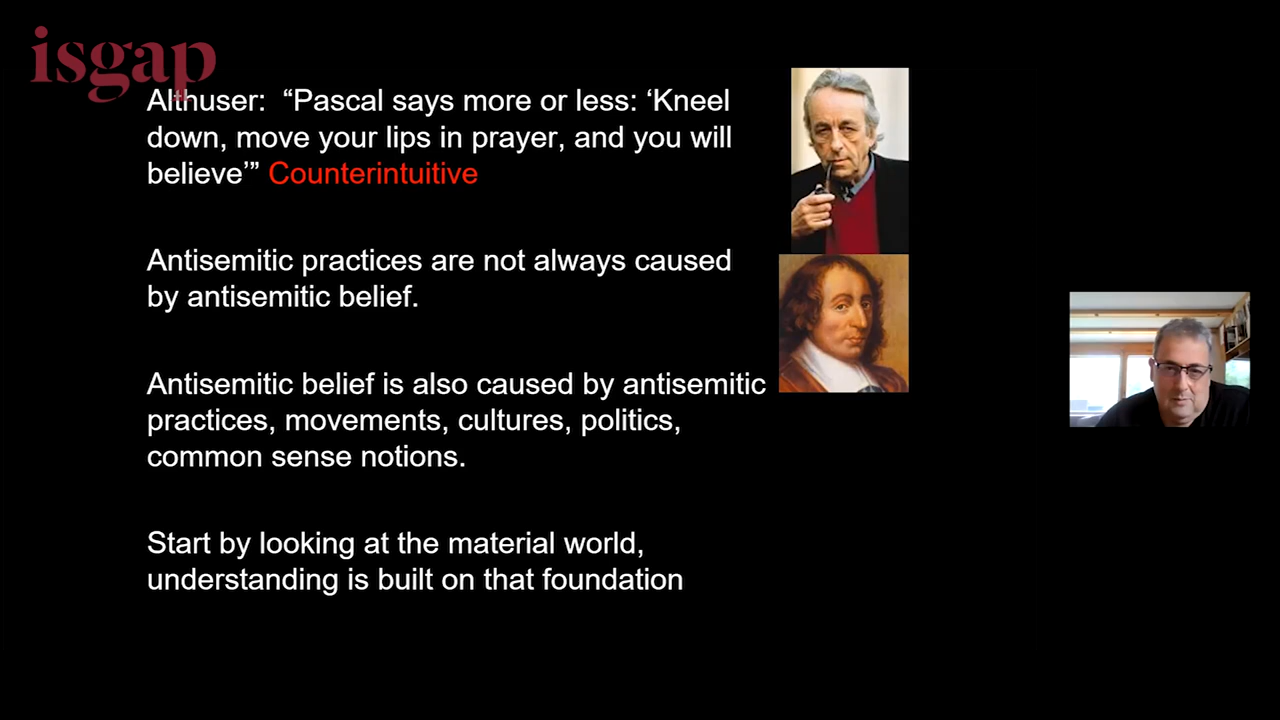 isgap
Althuser: “Pascal says more or less: ‘Kneel
down, move your lips in prayer, and you will
believe’” Counterintuitive
Antisemitic practices are not always caused
by antisemitic belief.
Antisemitic belief is also caused by antisemitic
practices, movements, cultures, politics,
common sense notions.
Start by looking at the material world,
understanding is built on that foundation